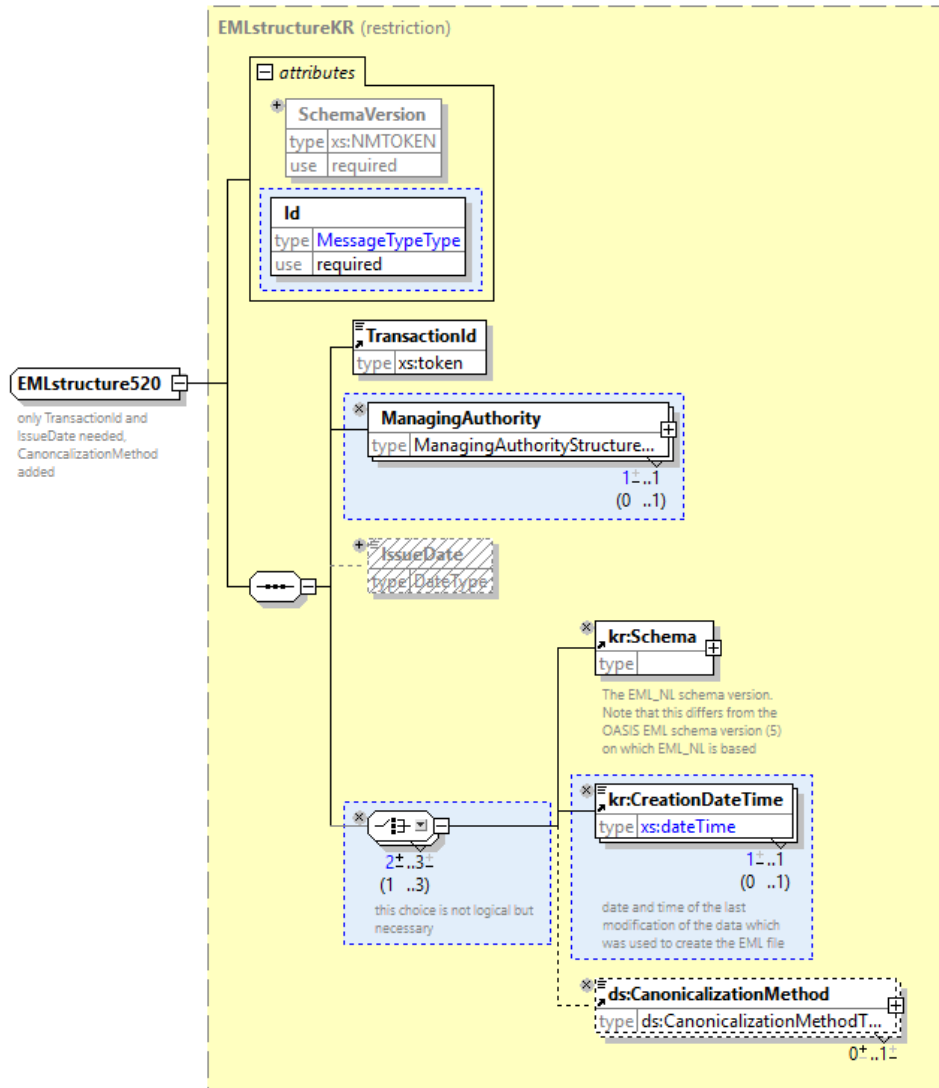 EMLstructureKR (restriction)
attributes
SchemaVersion
type xs:NMTOKEN
use required
Id
type MessageTypeType
use required
EMLstructure520
only TransactionId and
IssueDate needed,
CanoncalizationMethod
added
TransactionId
type xs:token
ManagingAuthority
type ManagingAuthorityStructure...
1..1
(0 ..1)
IssueDate
type DateType
2..3
(1 ..3)
this choice is not logical but
necessary
kr:Schema
type
The EML_NL schema version.
Note that this differs from the
OASIS EML schema version (5)
on which EML_NL is based
kr:CreationDateTime
type xs:dateTime
1..1
(0 ..1)
date and time of the last
modification of the data which
was used to create the EML file
ds:CanonicalizationMethod
type ds:CanonicalizationMethodT...
0..1